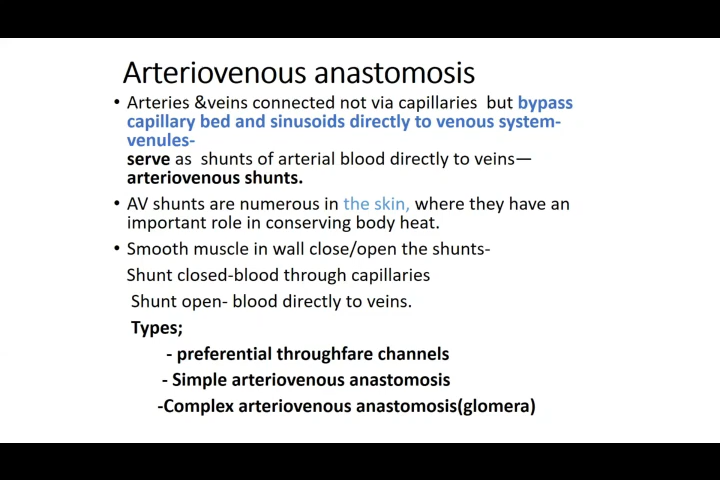 Arteriovenous anastomosis
• Arteries &veins connected not via capillaries but bypass
capillary bed and sinusoids directly to venous system-
venules-
serve as shunts of arterial blood directly to veins—
arteriovenous shunts.
• AV shunts are numerous in the skin, where they have an
important role in conserving body heat.
• Smooth muscle in wall close/open the shunts-
Shunt closed-blood through capillaries
Shunt open- blood directly to veins.
Types;
- preferential throughfare channels
- Simple arteriovenous anastomosis
-Complex arteriovenous anastomosis(glomera)